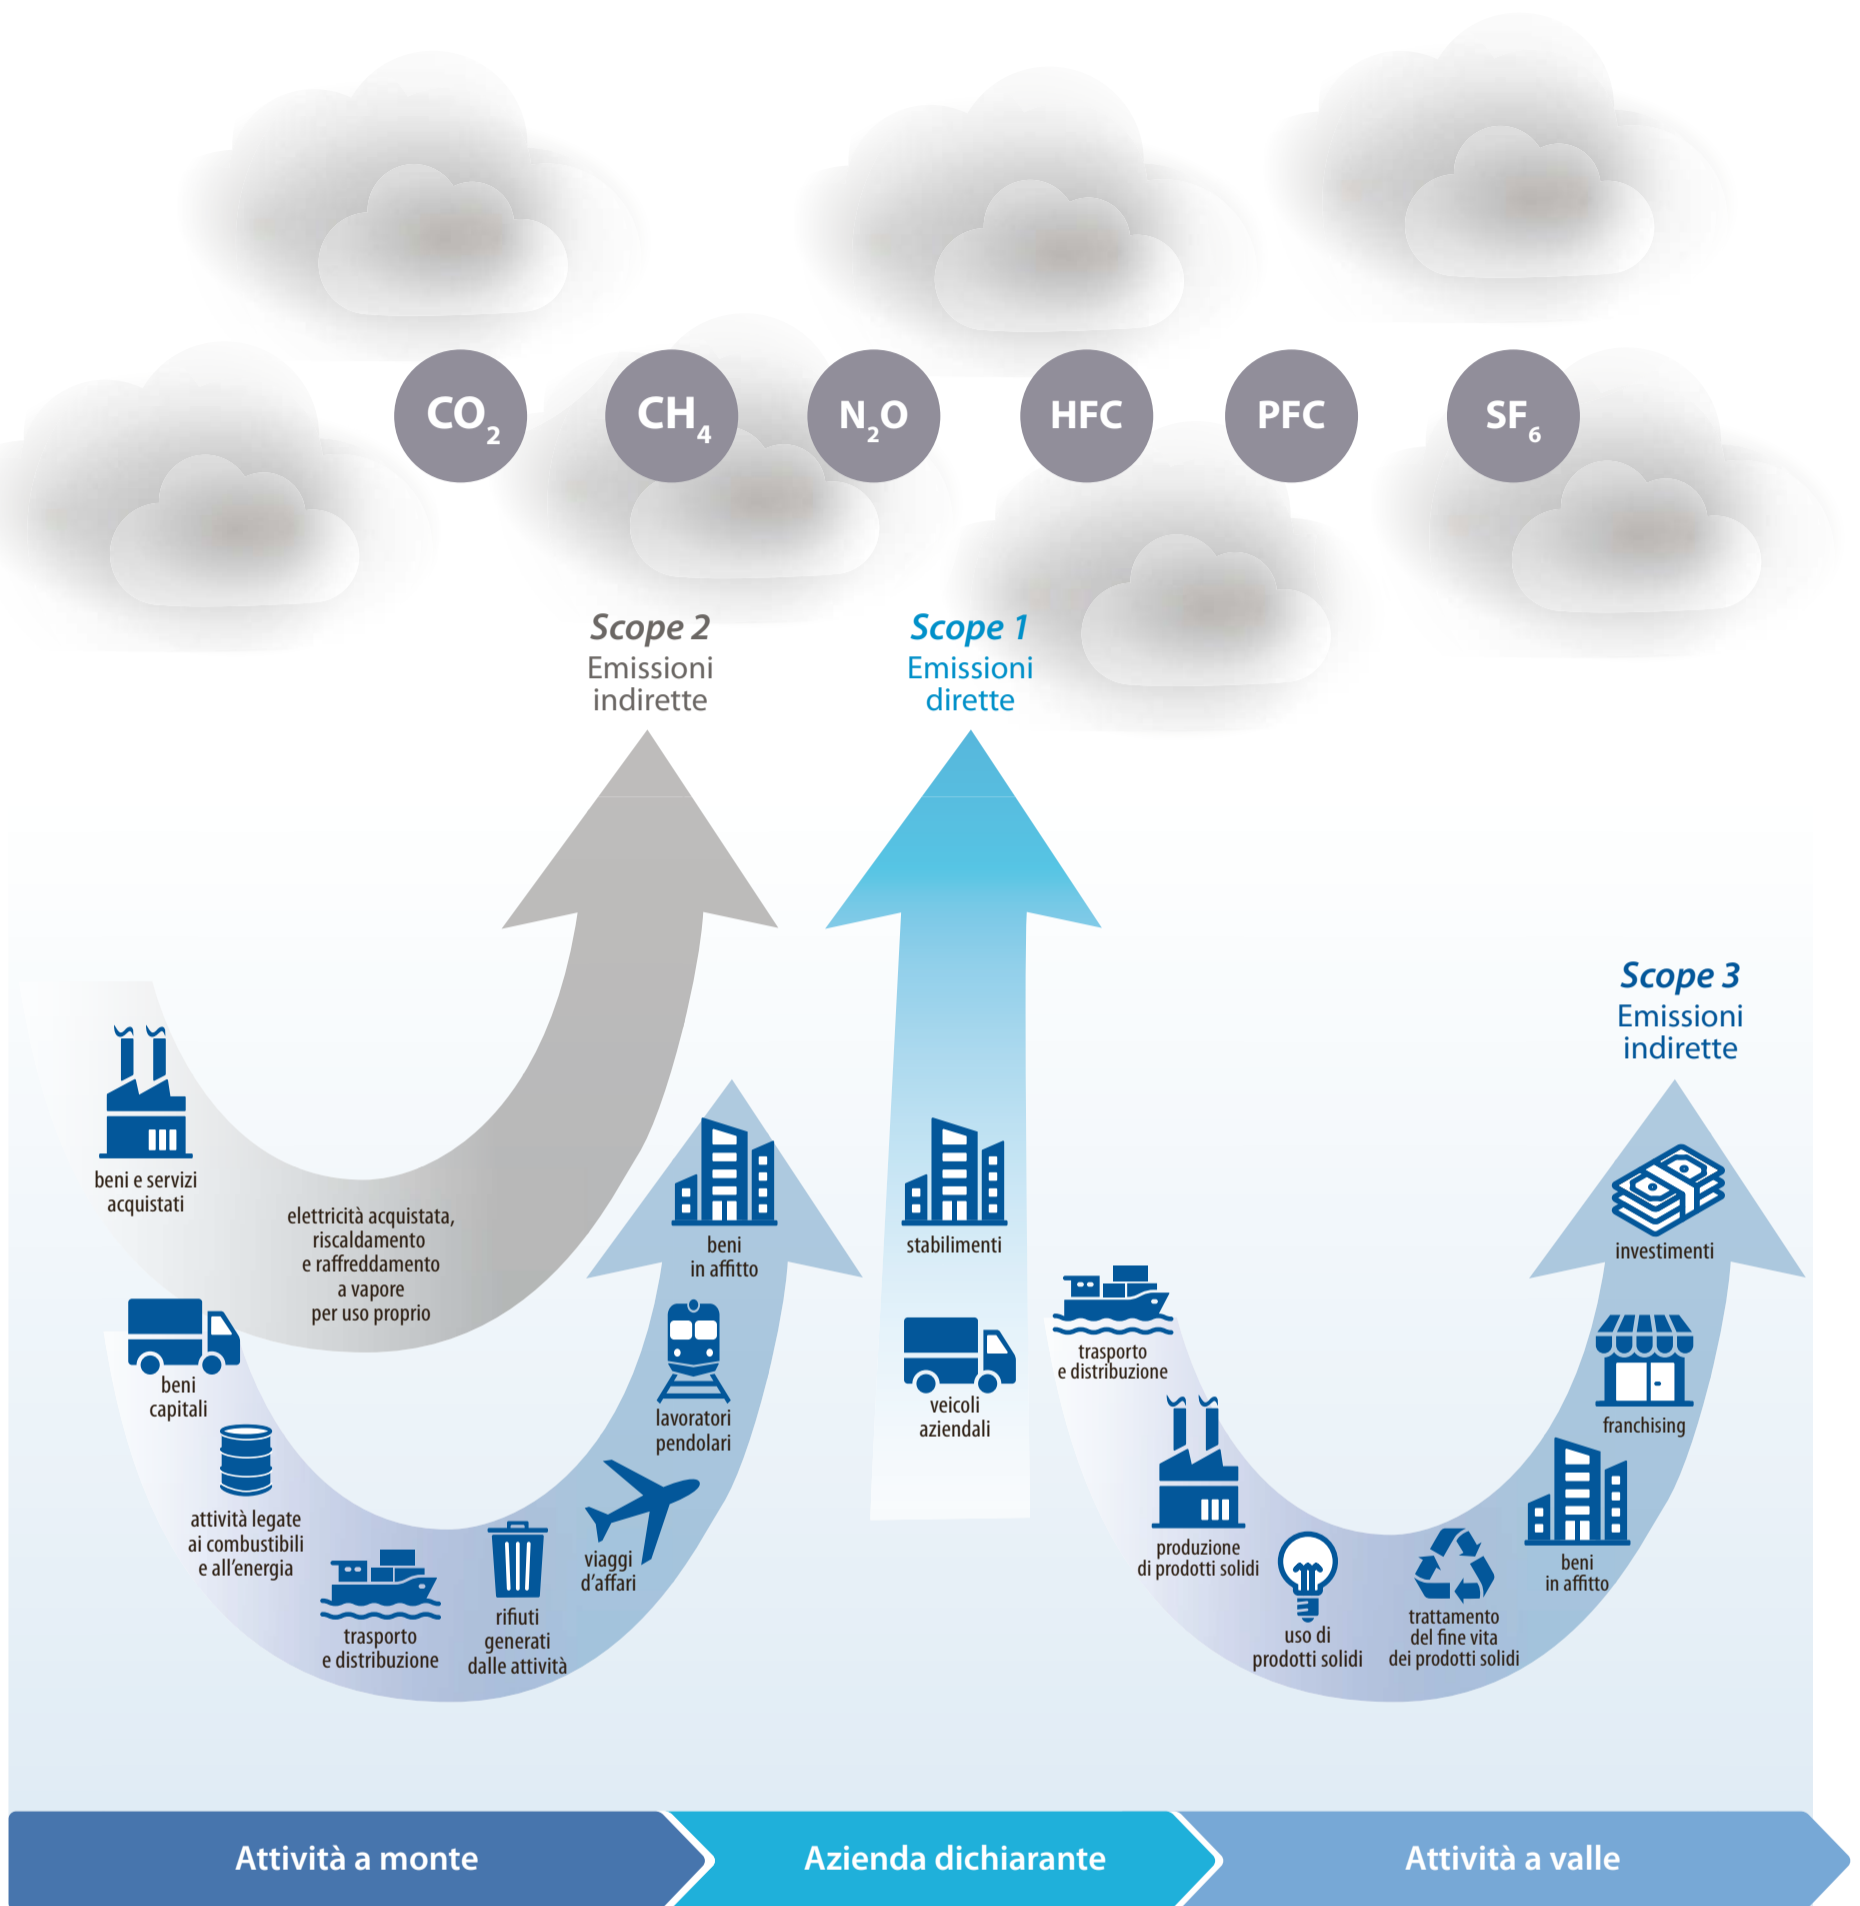 CO2
CH4
N2O
HFC
PFC
SF6
Scope 2
Emissioni
indirette
Scope 1
Emissioni
dirette
Scope 3
Emissioni
indirette
beni e servizi
acquistati
elettricità acquistata,
riscaldamento
e raffreddamento
a vapore
per uso proprio
beni
capitali
attività legate
ai combustibili
e all'energia
trasporto
e distribuzione
rifiuti
generati
dalle attività
viaggi
d'affari
lavoratori
pendolari
beni
in affitto
stabilimenti
veicoli
aziendali
trasporto
e distribuzione
produzione
di prodotti solidi
uso di
prodotti solidi
trattamento
del fine vita
dei prodotti solidi
beni
in affitto
franchising
investimenti
Attività a monte
Azienda dichiarante
Attività a valle